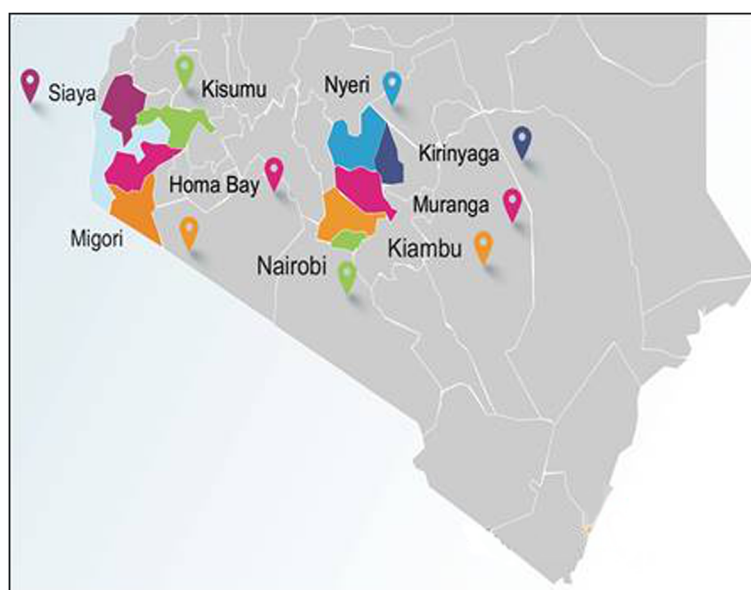 Siaya
Kisumu
Nyeri
Kirinyaga
Homa Bay
Muranga
Migori
Nairobi
Kiambu